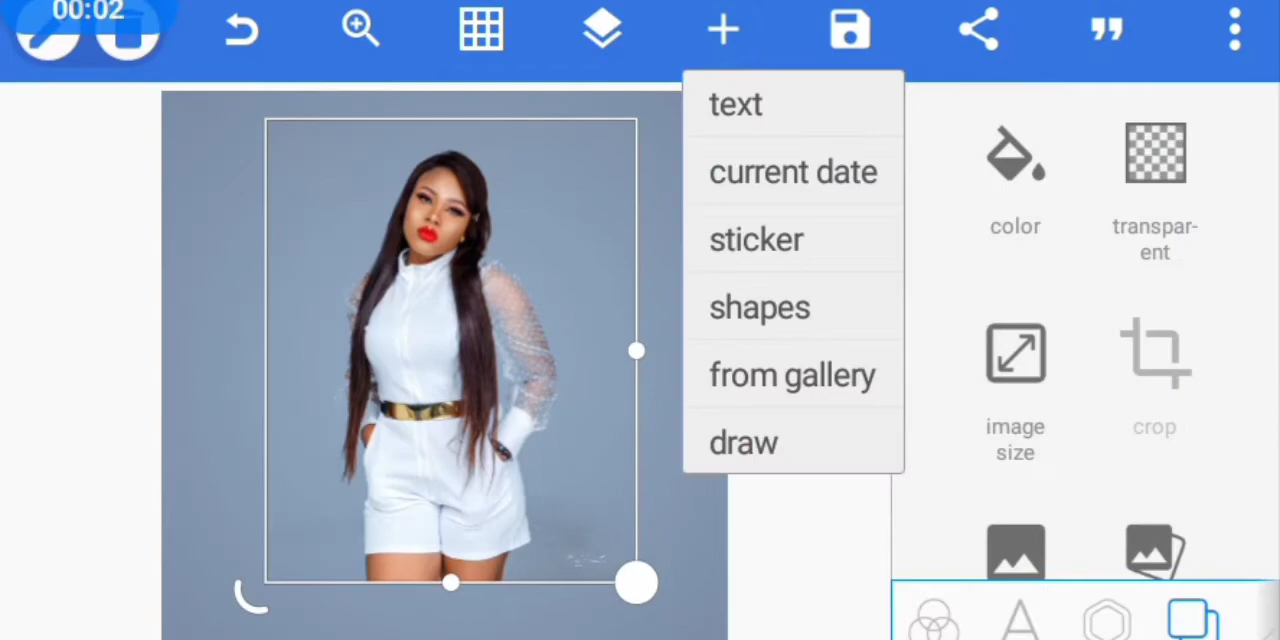 00:02
text
current date
sticker
shapes
from gallery
draw
color
transpar-
ent
image
size
crop